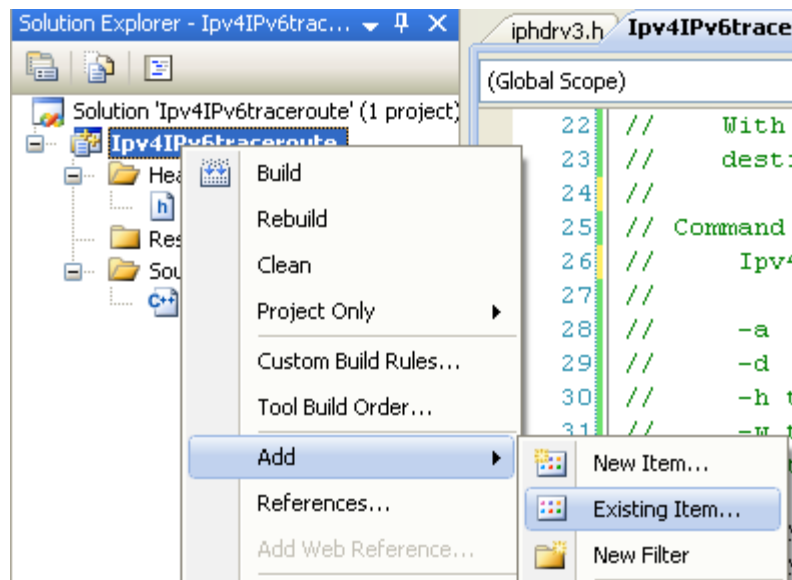 Solution Explorer - Ipv4IPv6trac...
Solution 'Ipv4IPv6traceroute' (1 project)
Ipv4IPv6traceroute
Build
Rebuild
Clean
Project Only
Custom Build Rules...
Tool Build Order...
Add
References...
Add Web Reference...
New Item...
Existing Item...
New Filter
iphdrv3.h Ipv4IPv6trace
(Global Scope)
22 // With
23 //
24 //
25 // Command
26 //
27 //
28 // -a
29 // -d
30 // -h
31 // -w